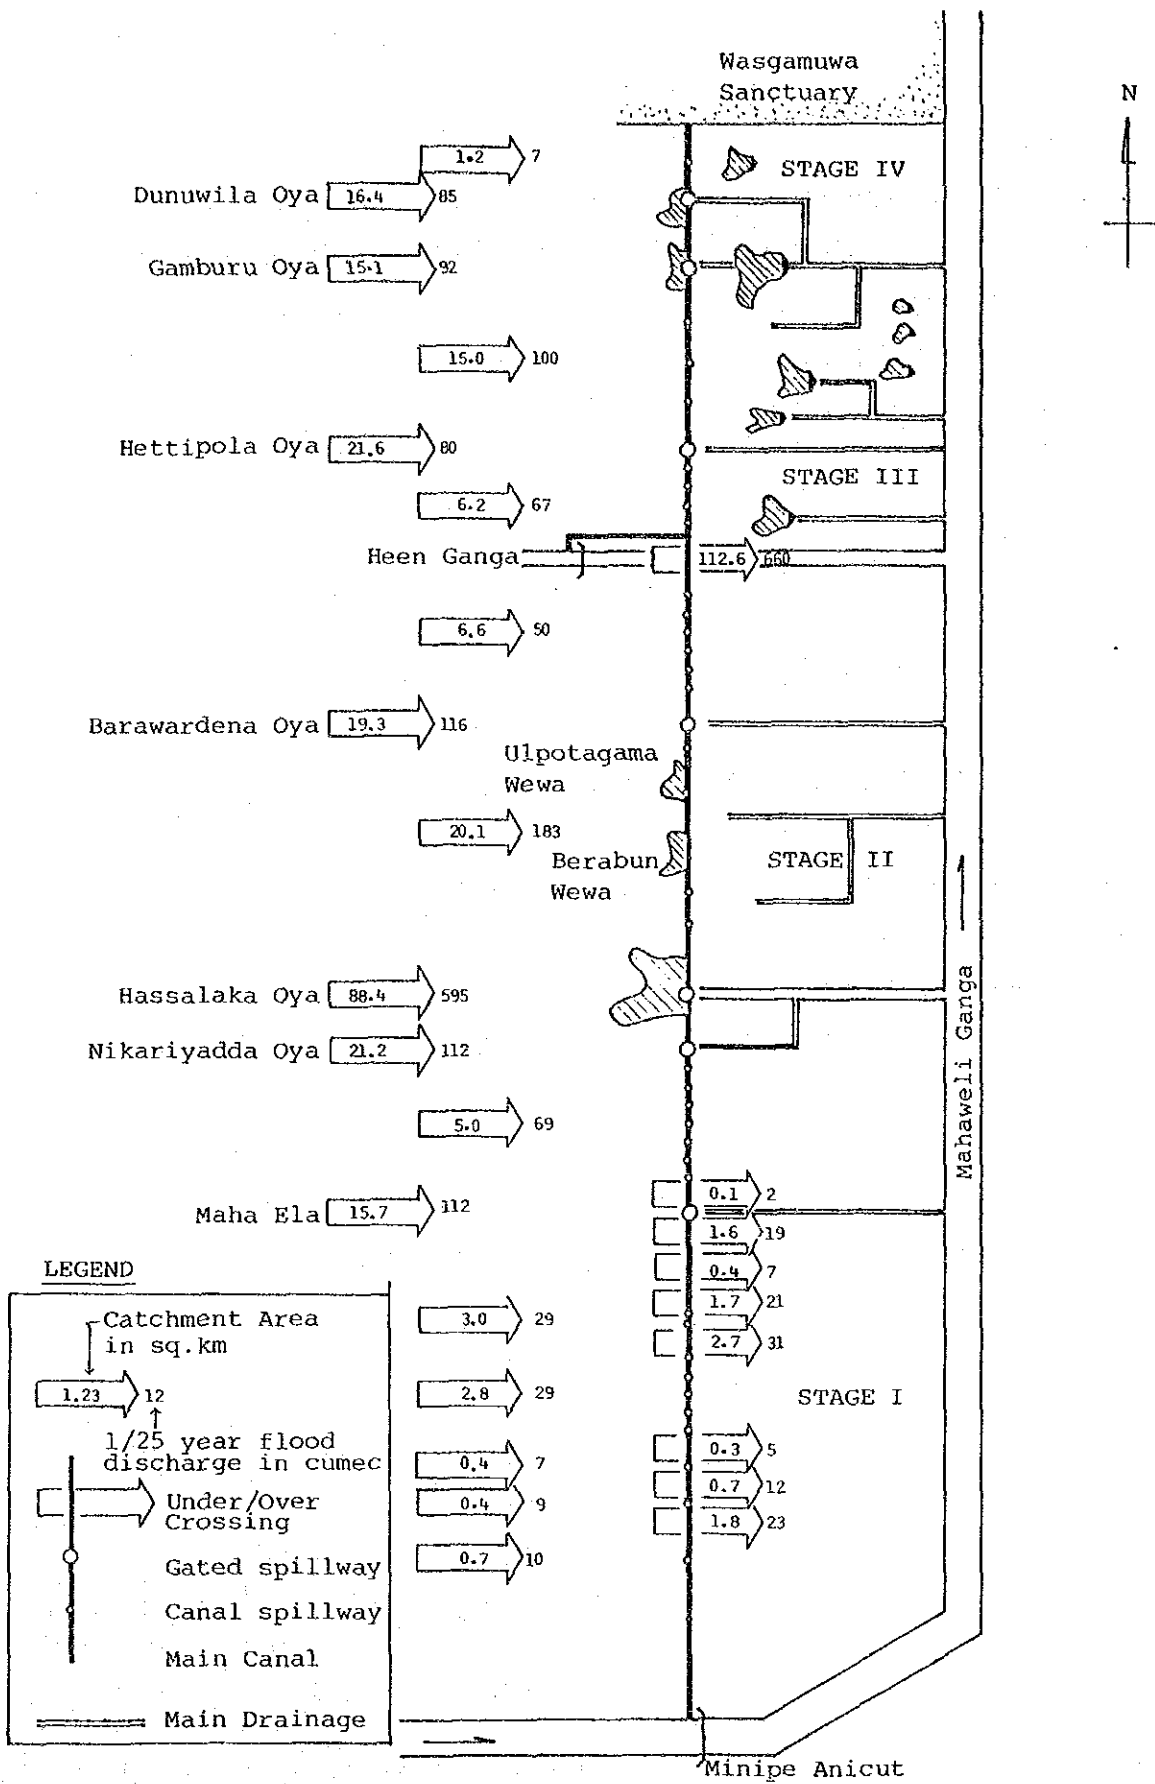 Wasgamuwa
Sanctuary
N
1.2 7
STAGE IV
Dunuwila Oya 16.4 85
Gamburu Oya 15.1 92
15.0 100
Hettipola Oya 21.6 80
STAGE III
6.2 67
Heen Ganga 112.6 660
6.6 50
Barawardena Oya 19.3 116
Ulpotagama
Wewa
20.1 183
Berabun
Wewa
STAGE II
Hassalaka Oya 88.4 595
Nikariyadda Oya 21.2 112
Mahaweli Ganga
5.0 69
0.1 2
Maha Ela 15.7 112
1.6 19
0.4 7
1.7 21
3.0 29
2.7 31
2.8 29
STAGE I
0.3 5
0.4 7
0.7 12
0.4 9
1.8 23
0.7 10
LEGEND
Catchment Area
in sq.km
1.23 12
1/25 year flood
discharge in cumec
Under/Over
Crossing
Gated spillway
Canal spillway
Main Canal
Main Drainage
Minipe Anicut